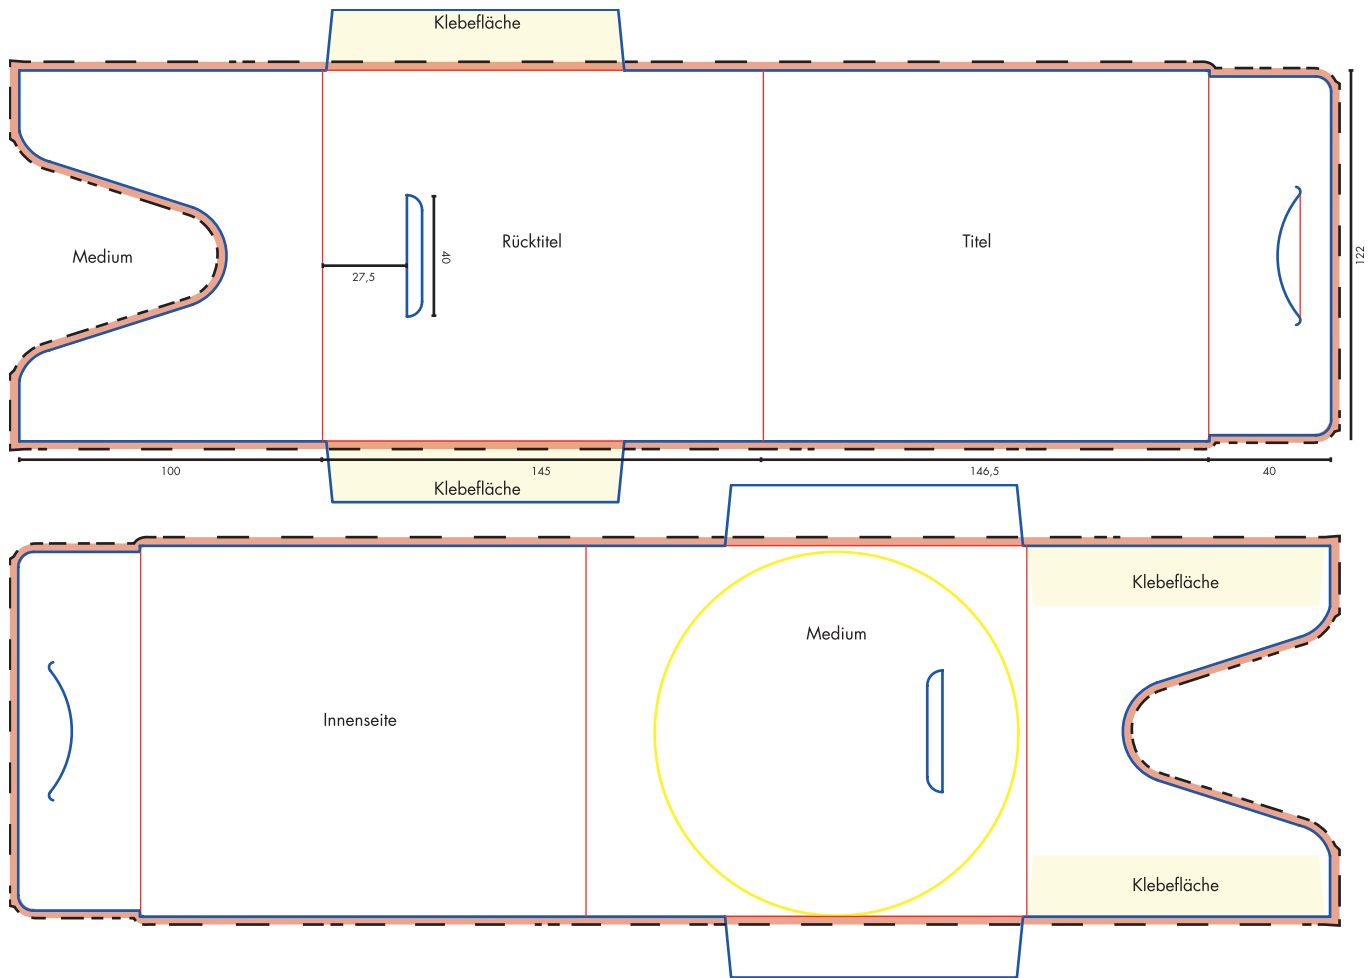 Klebefläche
Medium
Rücktitel
Titel
27,5
40
122
100
145
146,5
40
Klebefläche
Klebefläche
Medium
Innenseite
Klebefläche